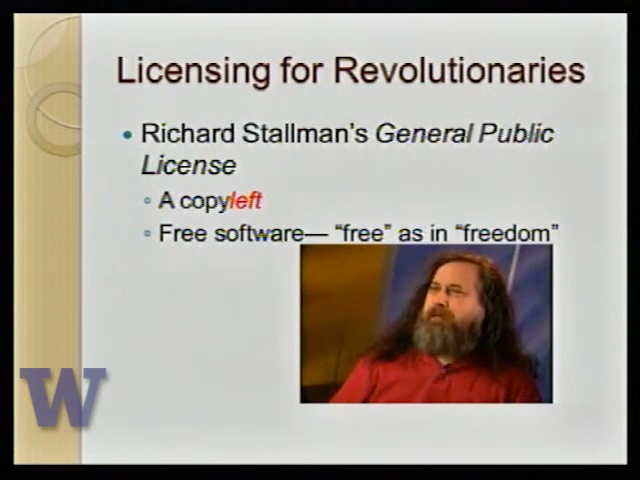 Licensing for Revolutionaries
• Richard Stallman's General Public
License
◦ A copyleft
◦ Free software— “free” as in “freedom”
W